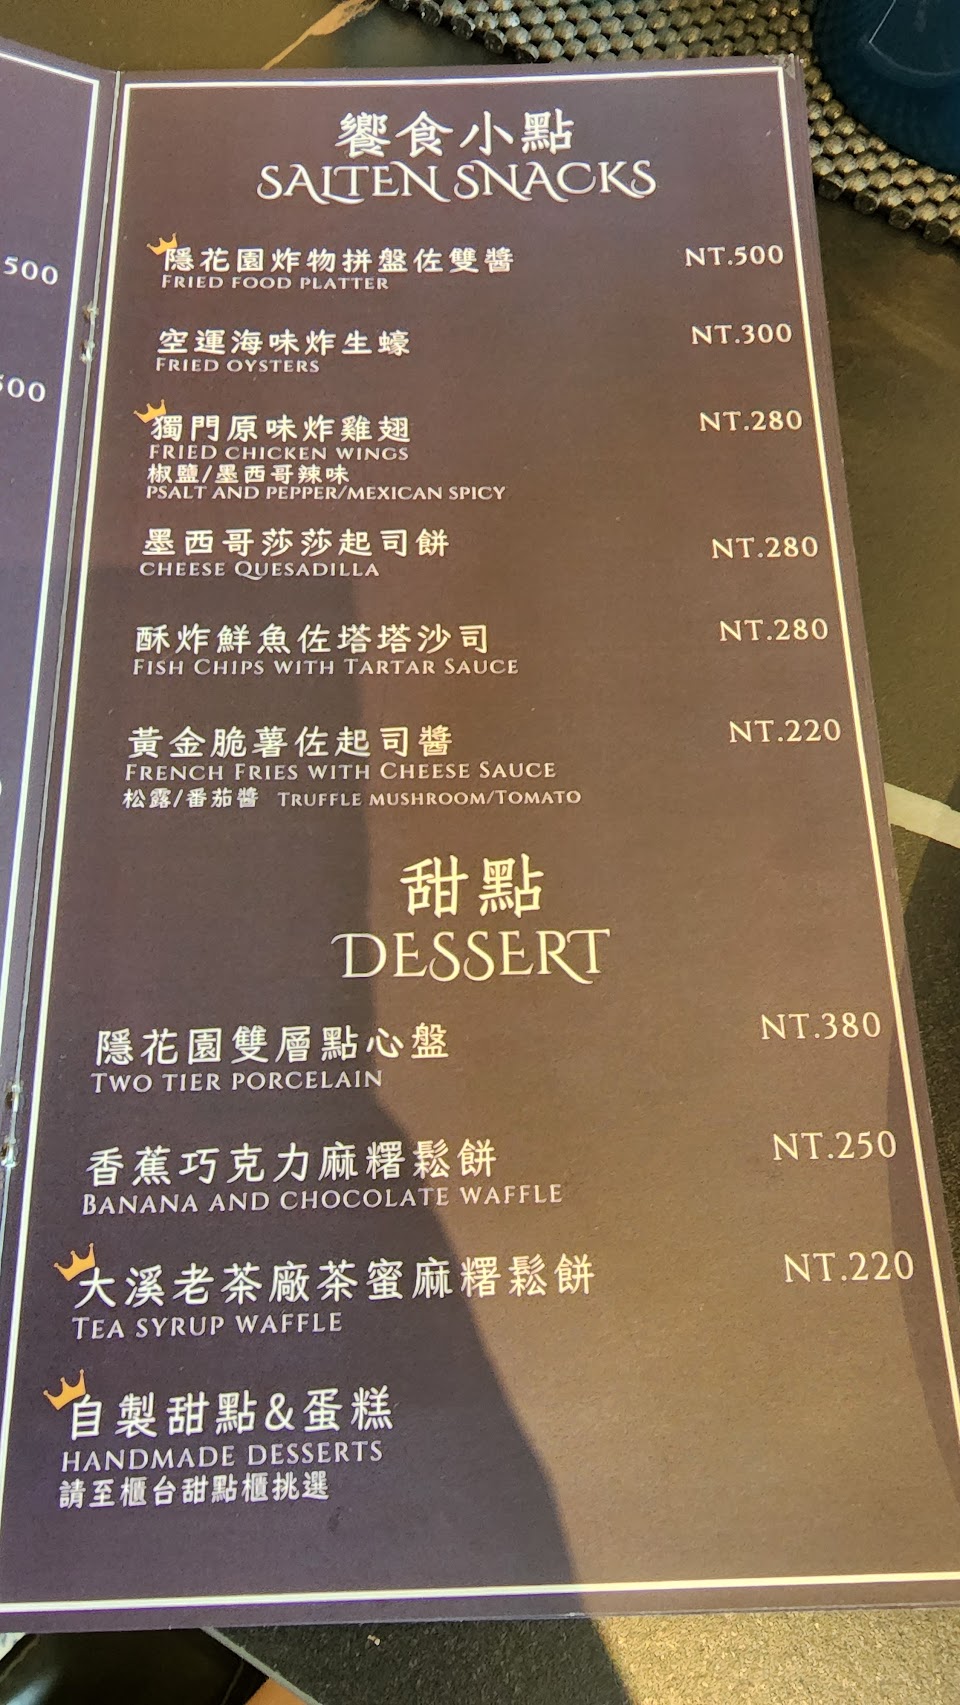 500
500
饗食小點
SALTEN SNACKS
隱花園炸物拼盤佐雙醬 NT.500
FRIED FOOD PLATTER
空運海味炸生蠔 NT.300
FRIED OYSTERS
獨門原味炸雞翅 NT.280
FRIED CHICKEN WINGS
椒鹽/墨西哥辣味
PSALT AND PEPPER/MEXICAN SPICY
墨西哥莎莎起司餅 NT.280
CHEESE QUESADILLA
酥炸鮮魚佐塔塔沙司 NT.280
FISH CHIPS WITH TARTAR SAUCE
黃金脆薯佐起司醬 NT.220
FRENCH FRIES WITH CHEESE SAUCE
松露/番茄醬 TRUFFLE MUSHROOM/TOMATO
甜點
DESSERT
隱花園雙層點心盤 NT.380
TWO TIER PORCELAIN
香蕉巧克力麻糬鬆餅 NT.250
BANANA AND CHOCOLATE WAFFLE
大溪老茶廠茶蜜麻糬鬆餅 NT.220
TEA SYRUP WAFFLE
自製甜點&蛋糕
HANDMADE DESSERTS
請至櫃台甜點櫃挑選